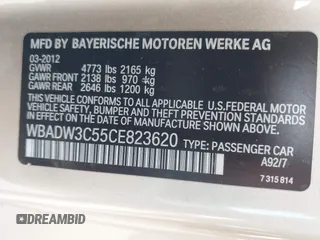 MFD BY BAYERISCHE MOTOREN WERKE AG
03-2012
GVWR 4773 lbs 2165 kg
GAWR FRONT 2138 lbs 970 kg
GAWR REAR 2646 lbs 1200 kg
THIS VEHICLE CONFORMS TO ALL APPLICABLE U.S.FEDERAL MOTOR
VEHICLE SAFETY, BUMPER, AND THEFT PREVENTION STANDARDS IN
EFFECT ON THE DATE OF MANUFACTURE SHOWN ABOVE.
WBADW3C55CE823620 TYPE: PASSENGER CAR
A92/7
7 315 814
DREAMBID